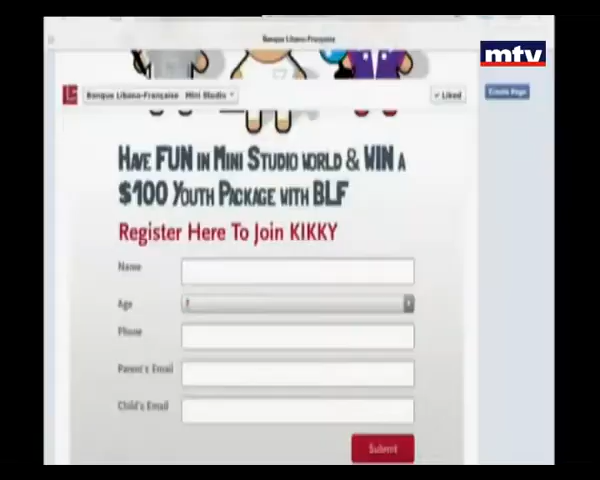 Banque Libano-Française
mtv
Banque Libano-Française Mini Studio
✓ Liked
Create Page
HAVE FUN IN MINI STUDIO WORLD & WIN A
$100 YOUTH PACKAGE WITH BLF
Register Here To Join KIKKY
Name
Age
7
Phone
Parent's Email
Child's Email
Submit